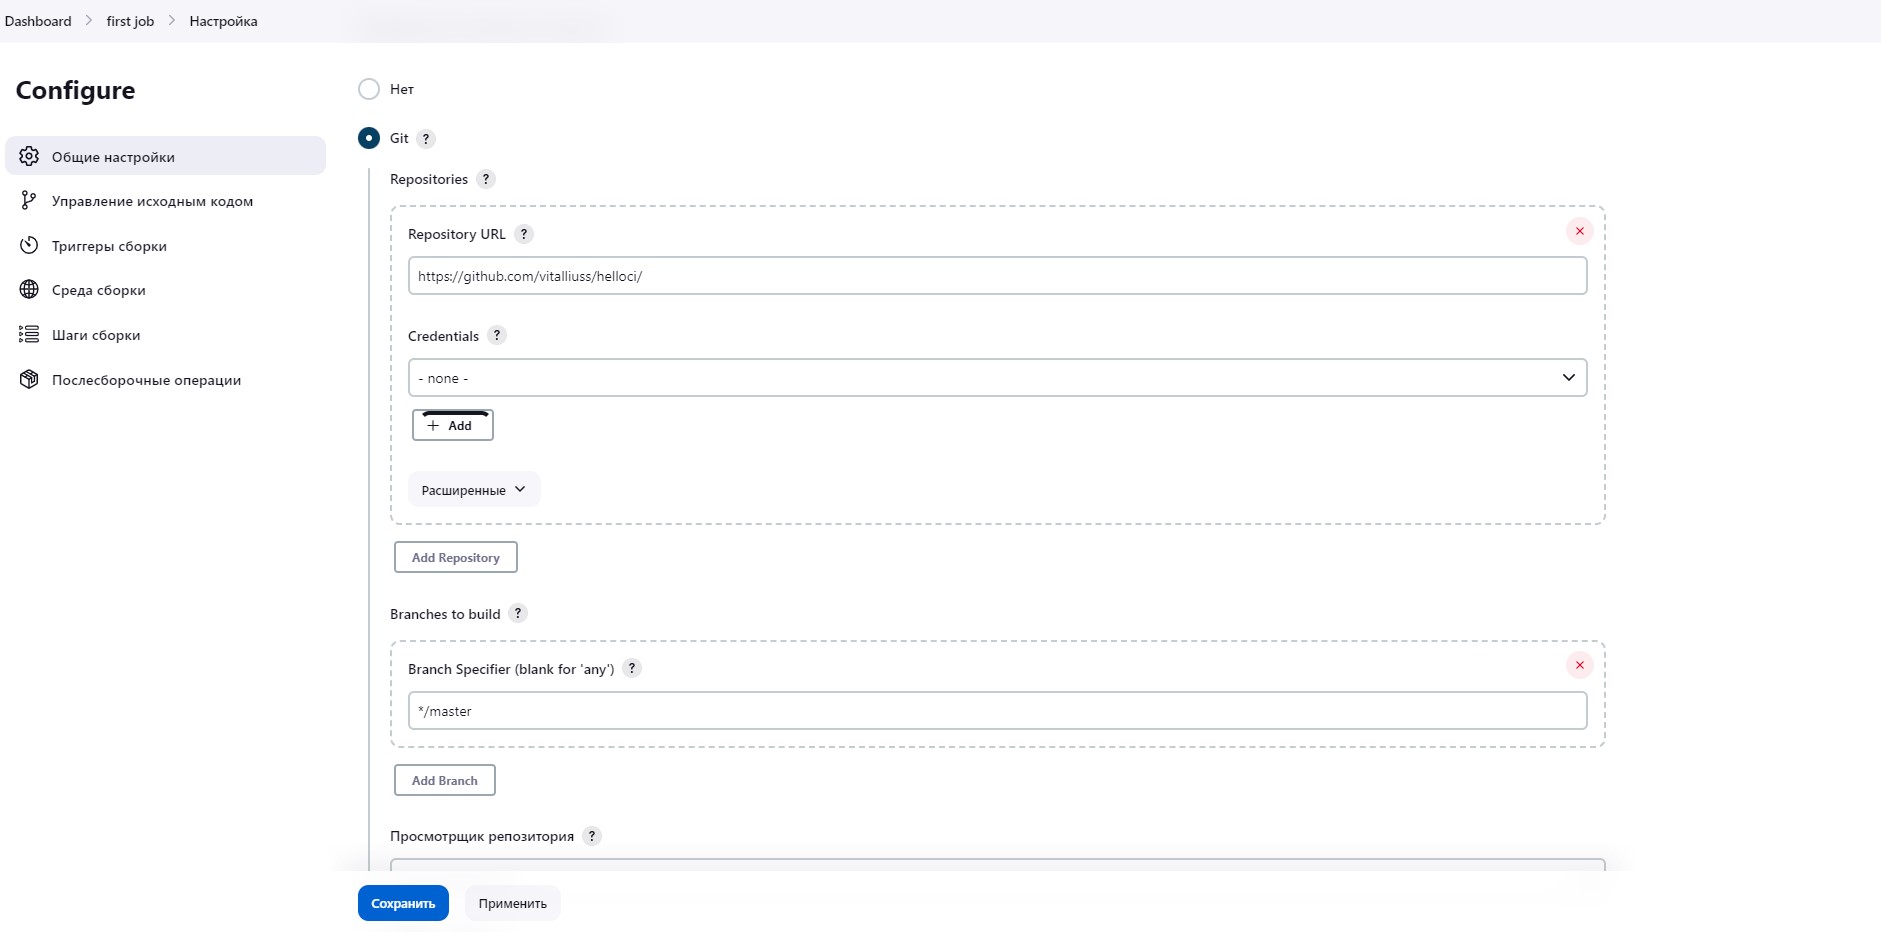 Dashboard > first job > Настройка
Configure
Общие настройки
Управление исходным кодом
Триггеры сборки
Среда сборки
Шаги сборки
Послесборочные операции
Нет
Git ?
Repositories ?
Repository URL ?
https://github.com/vitalliuss/helloci/
Credentials ?
- none -
+ Add
Расширенные
Add Repository
Branches to build ?
Branch Specifier (blank for 'any') ?
*/master
Add Branch
Просмотрщик репозитория ?
Сохранить
Применить